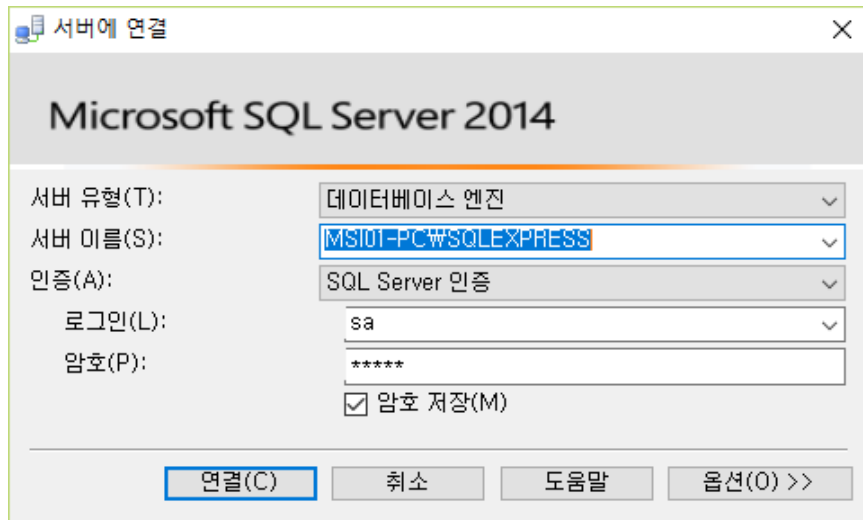 서버에 연결
Microsoft SQL Server 2014
서버 유형(T): 데이터베이스 엔진
서버 이름(S): MSI01-PC₩SQLEXPRESS
인증(A): SQL Server 인증
로그인(L): sa
암호(P): *****
암호 저장(M)
연결(C) 취소 도움말 옵션(O) >>